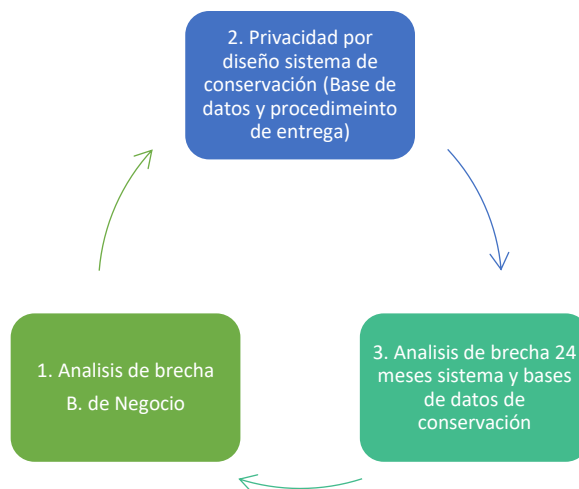 2. Privacidad por
diseño sistema de
conservación (Base de
datos y procedimeinto
de entrega)
1. Analisis de brecha
B. de Negocio
3. Analisis de brecha 24
meses sistema y bases
de datos de
conservación